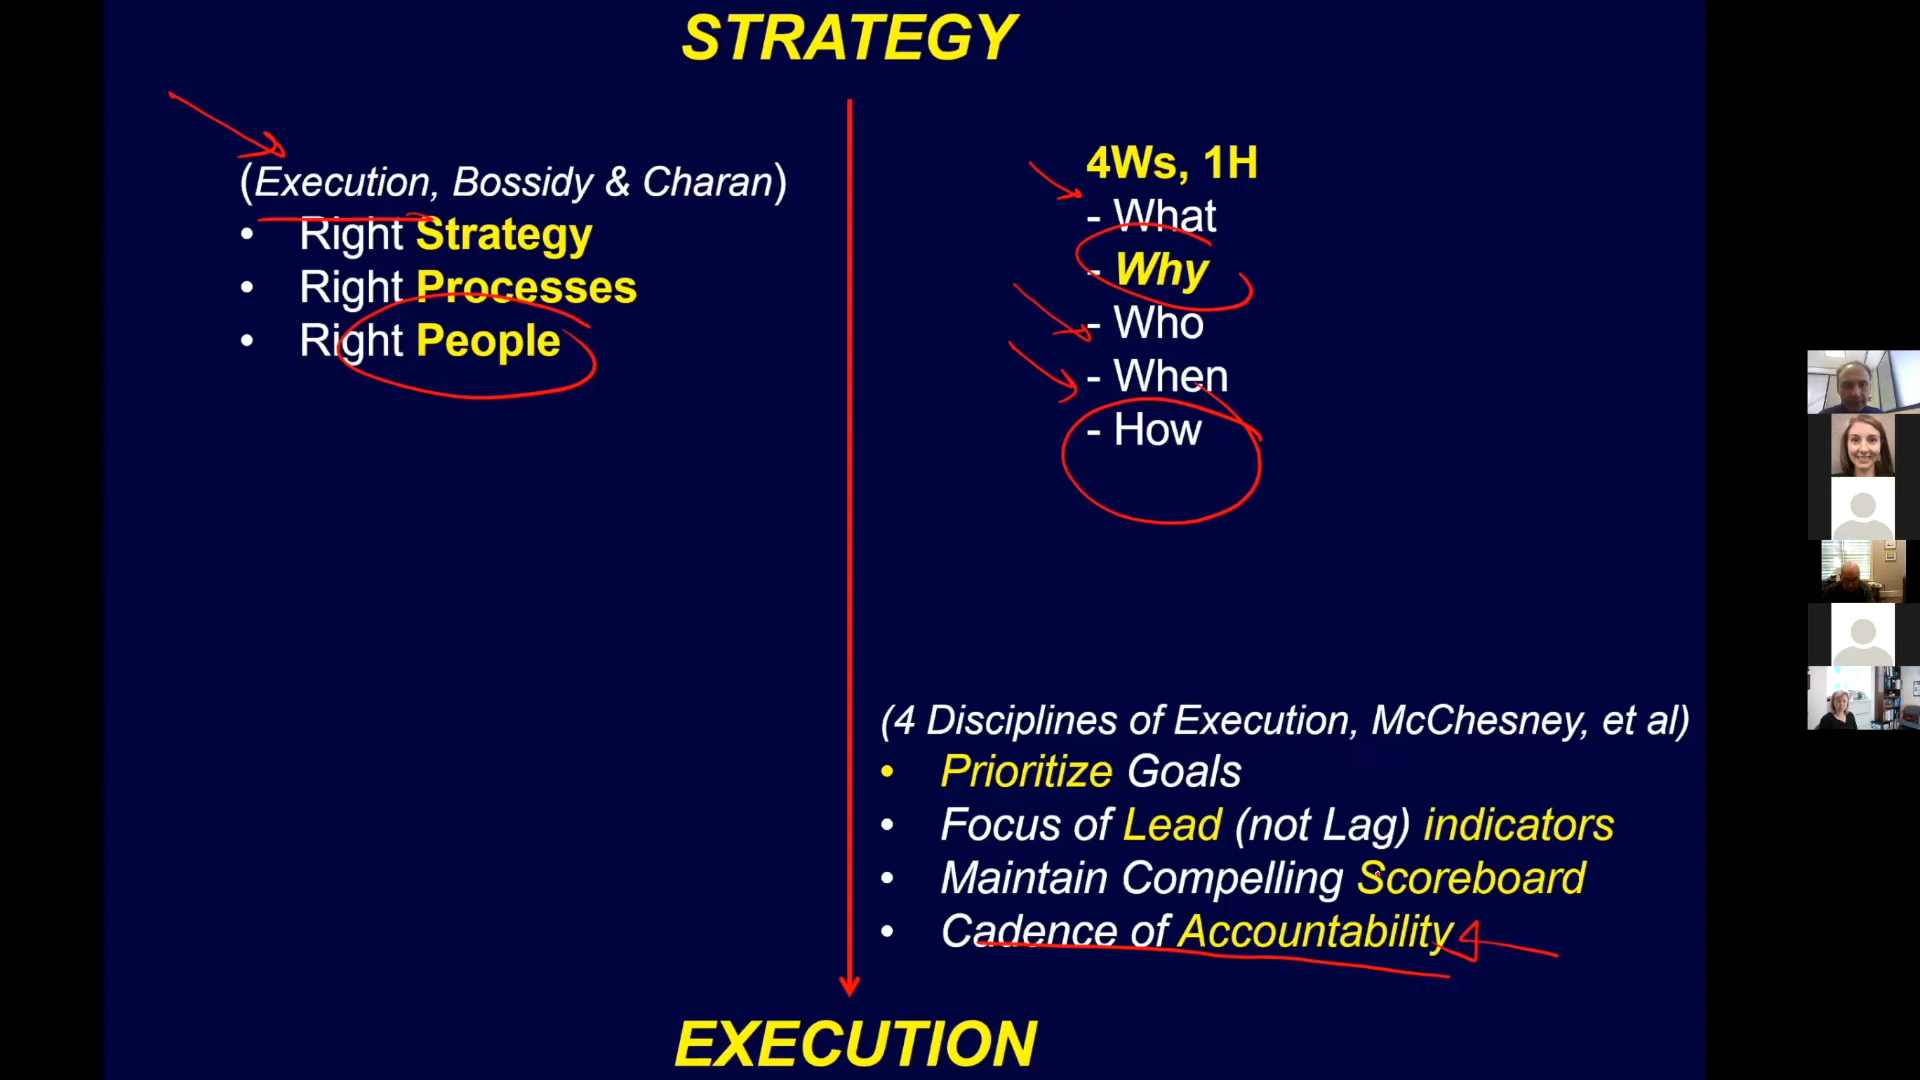 STRATEGY
(Execution, Bossidy & Charan)
• Right Strategy
• Right Processes
• Right People
4Ws, 1H
- What
- Why
- Who
- When
- How
(4 Disciplines of Execution, McChesney, et al)
• Prioritize Goals
• Focus of Lead (not Lag) indicators
• Maintain Compelling Scoreboard
• Cadence of Accountability
EXECUTION